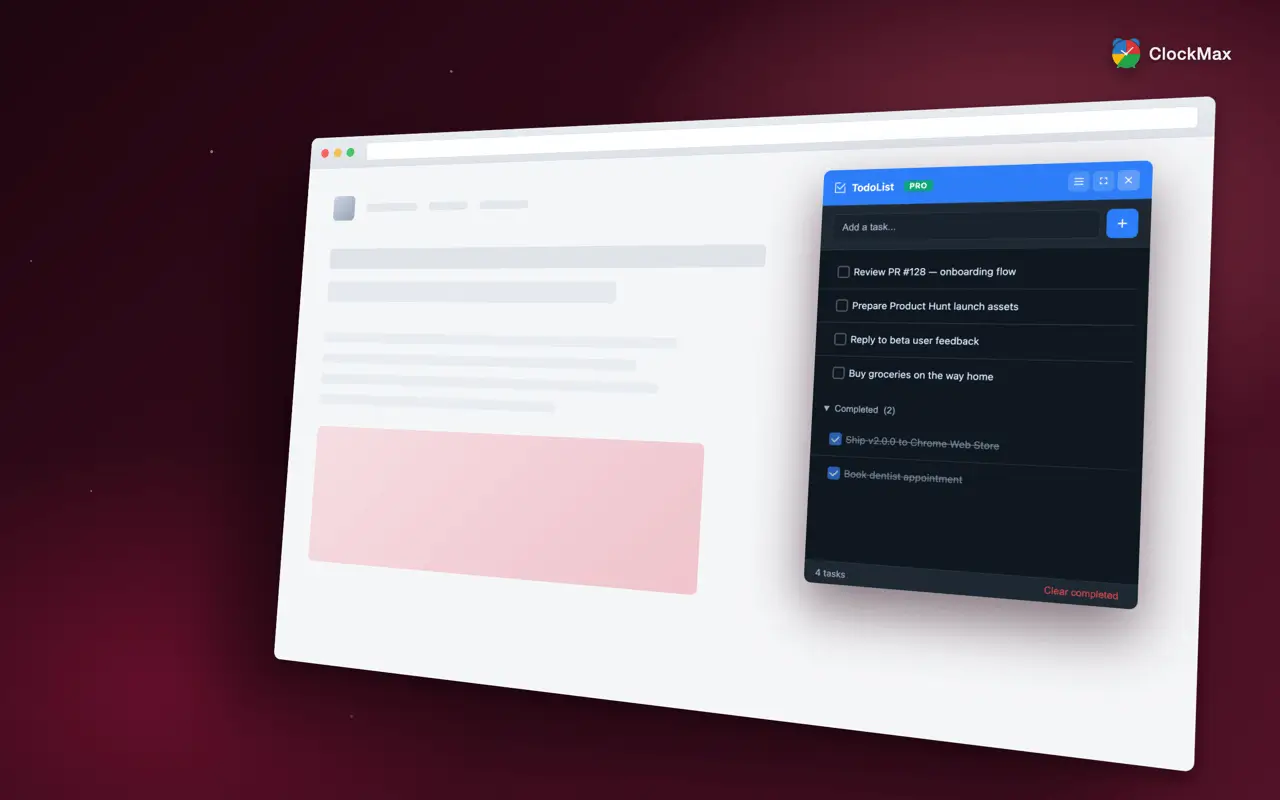 ClockMax
TodoList PRO
Add a task...
Review PR #128 — onboarding flow
Prepare Product Hunt launch assets
Reply to beta user feedback
Buy groceries on the way home
Completed (2)
Ship v2.0.0 to Chrome Web Store
Book dentist appointment
4 tasks
Clear completed